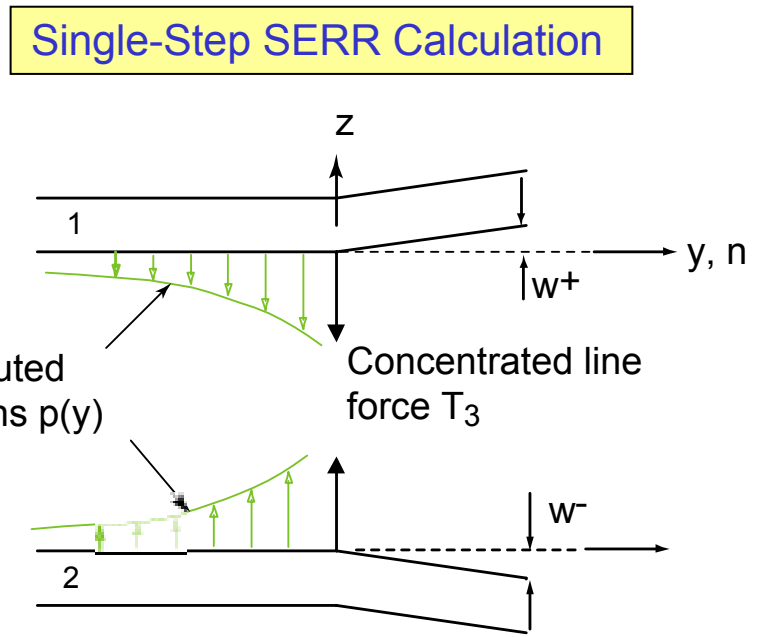 Single-Step SERR Calculation
z
1
y, n
w+
uted
ns p(y)
Concentrated line
force T3
w-
2